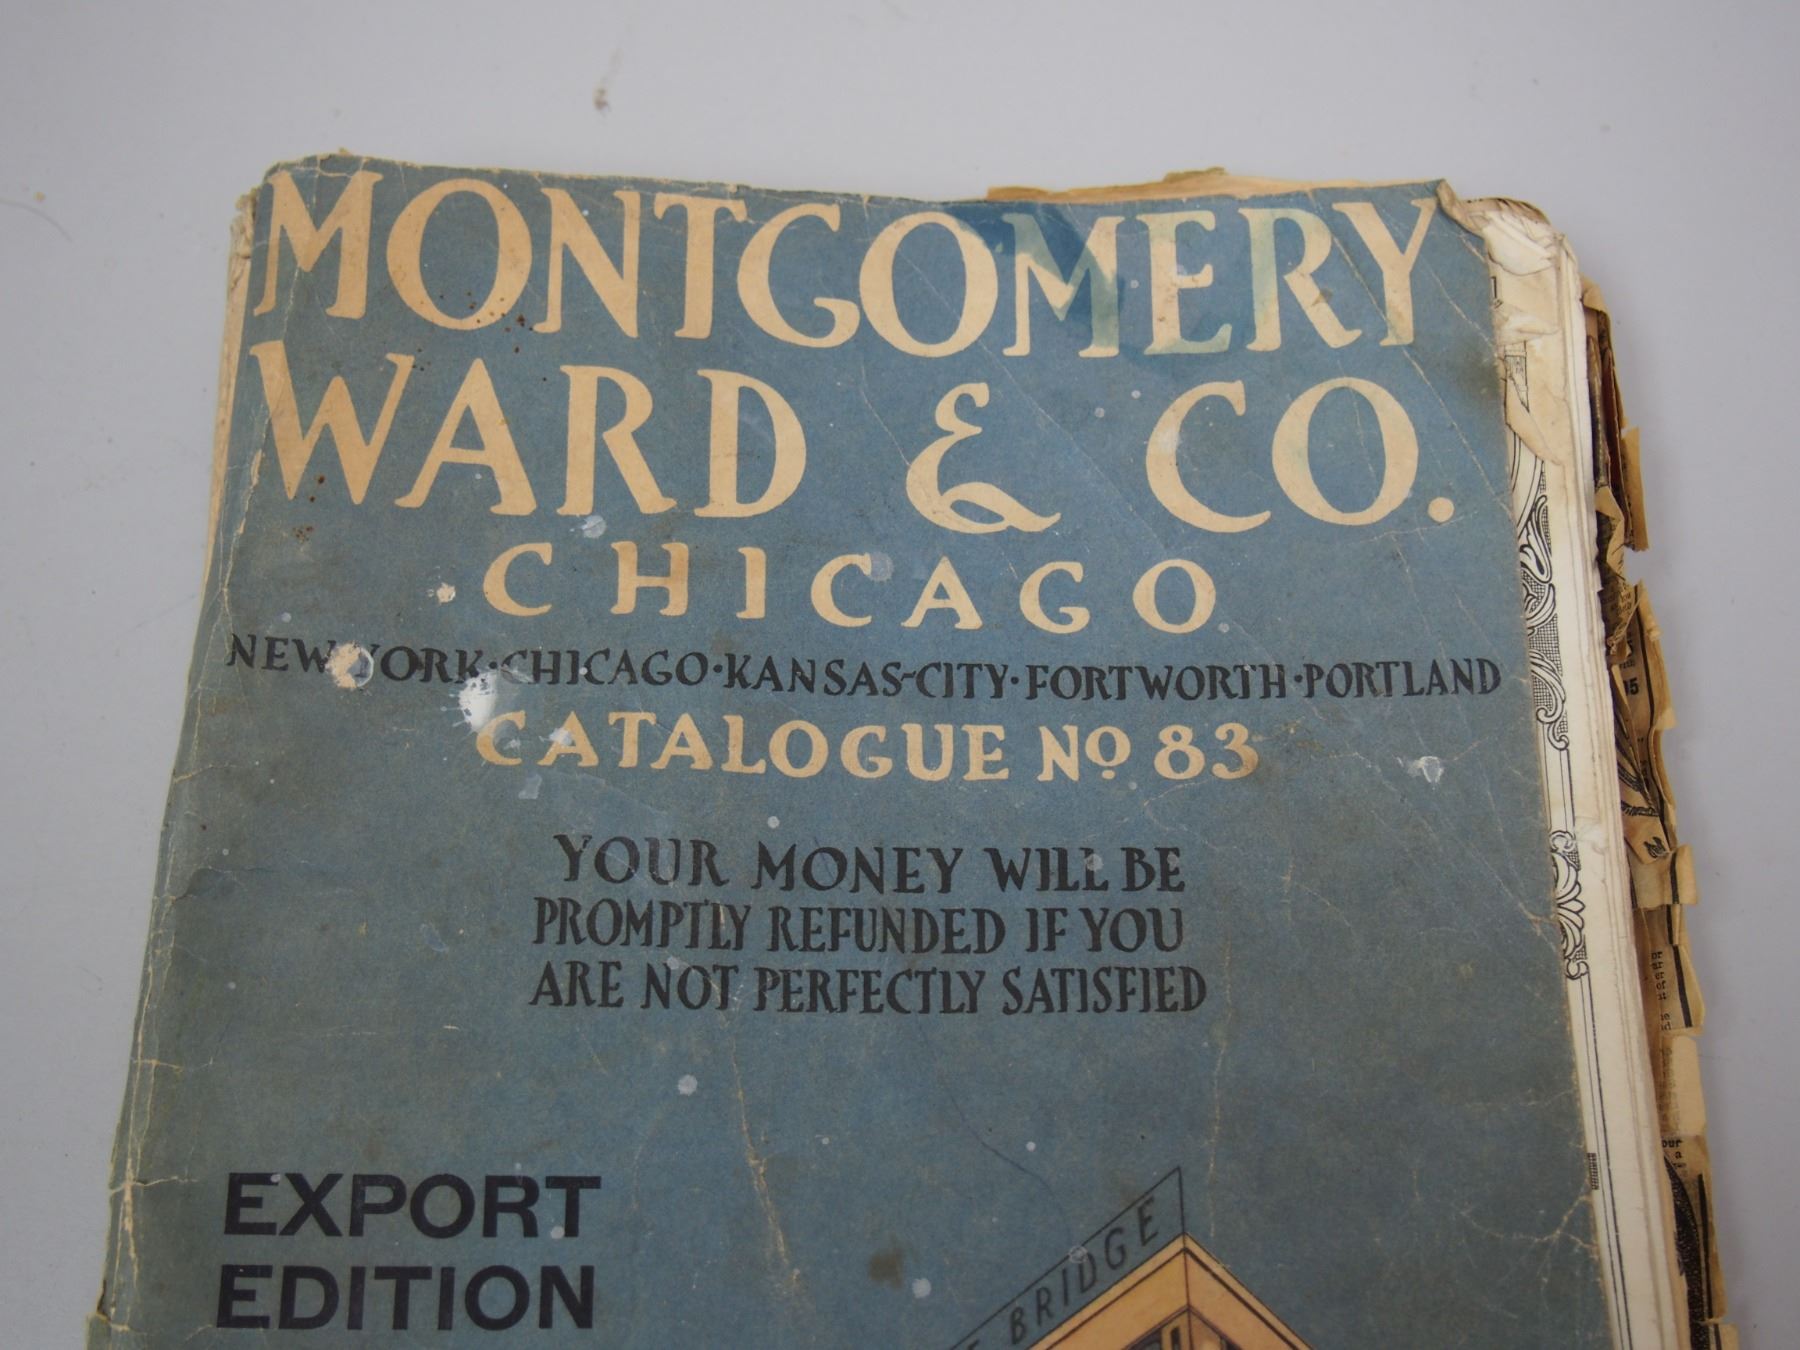 MONTGOMERY
WARD & CO.
CHICAGO
NEW YORK·CHICAGO·KANSAS-CITY·FORTWORTH·PORTLAND
CATALOGUE No 83
YOUR MONEY WILL BE
PROMPTLY REFUNDED IF YOU
ARE NOT PERFECTLY SATISFIED
EXPORT
EDITION
BRIDGE